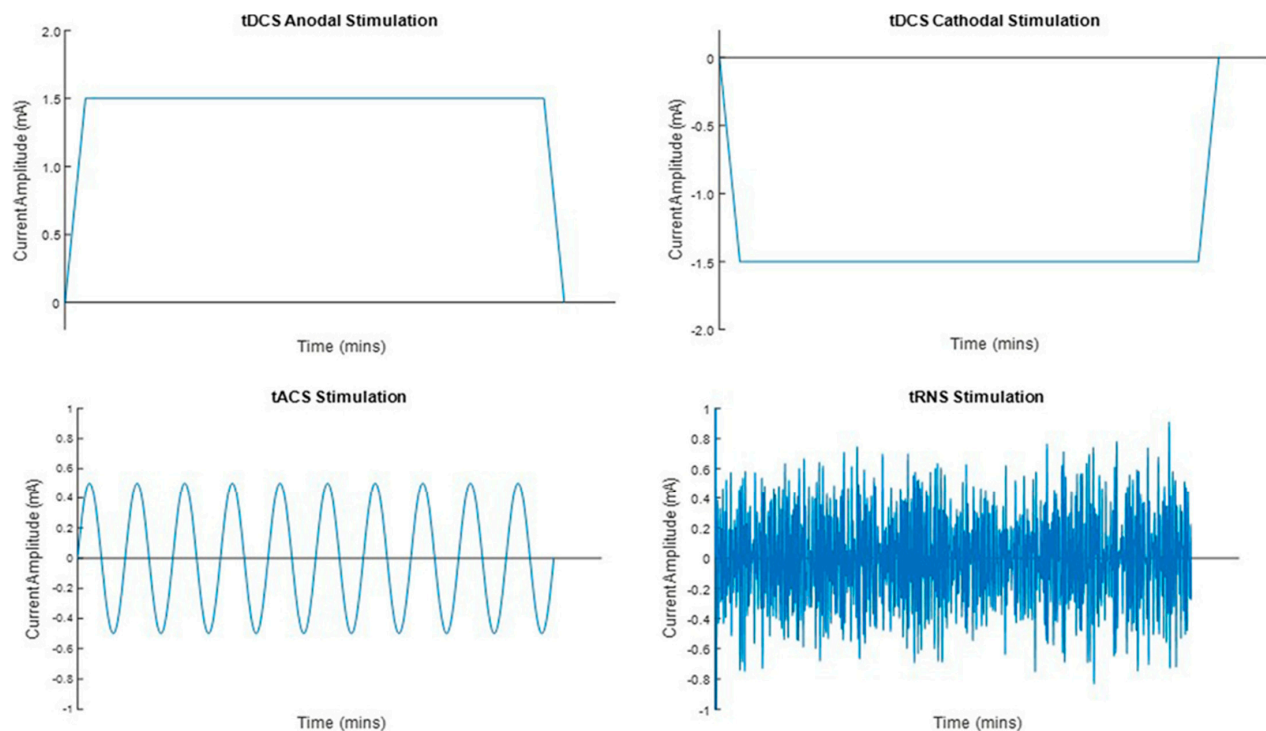 tDCS Anodal Stimulation
2.0
1.5
1.0
0.5
0
Current Amplitude (mA)
Time (mins)
tDCS Cathodal Stimulation
0
-0.5
-1.0
-1.5
-2.0
Current Amplitude (mA)
Time (mins)
tACS Stimulation
1
0.8
0.6
0.4
0.2
0
-0.2
-0.4
-0.6
-0.8
-1
Current Amplitude (mA)
Time (mins)
tRNS Stimulation
1
0.8
0.6
0.4
0.2
0
-0.2
-0.4
-0.6
-0.8
-1
Current Amplitude (mA)
Time (mins)